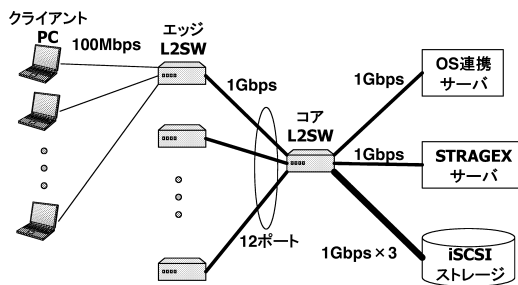 クライアント
PC
100Mbps
エッジ
L2SW
1Gbps
コア
L2SW
12ポート
1Gbps
OS連携
サーバ
1Gbps
STRAGEX
サーバ
1Gbps×3
iSCSI
ストレージ